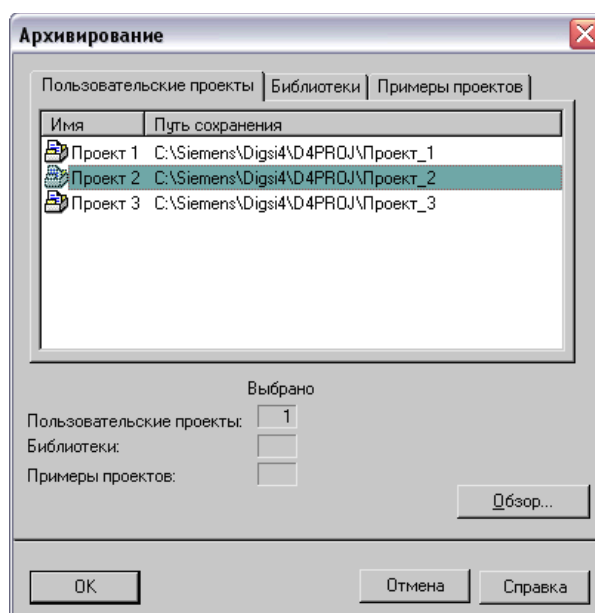 Архивирование
Пользовательские проекты Библиотеки Примеры проектов
Имя Путь сохранения
Проект 1 C:\Siemens\Digsi4\D4PROJ\Проект_1
Проект 2 C:\Siemens\Digsi4\D4PROJ\Проект_2
Проект 3 C:\Siemens\Digsi4\D4PROJ\Проект_3
Выбрано
Пользовательские проекты: 1
Библиотеки:
Примеры проектов:
Обзор...
OK Отмена Справка